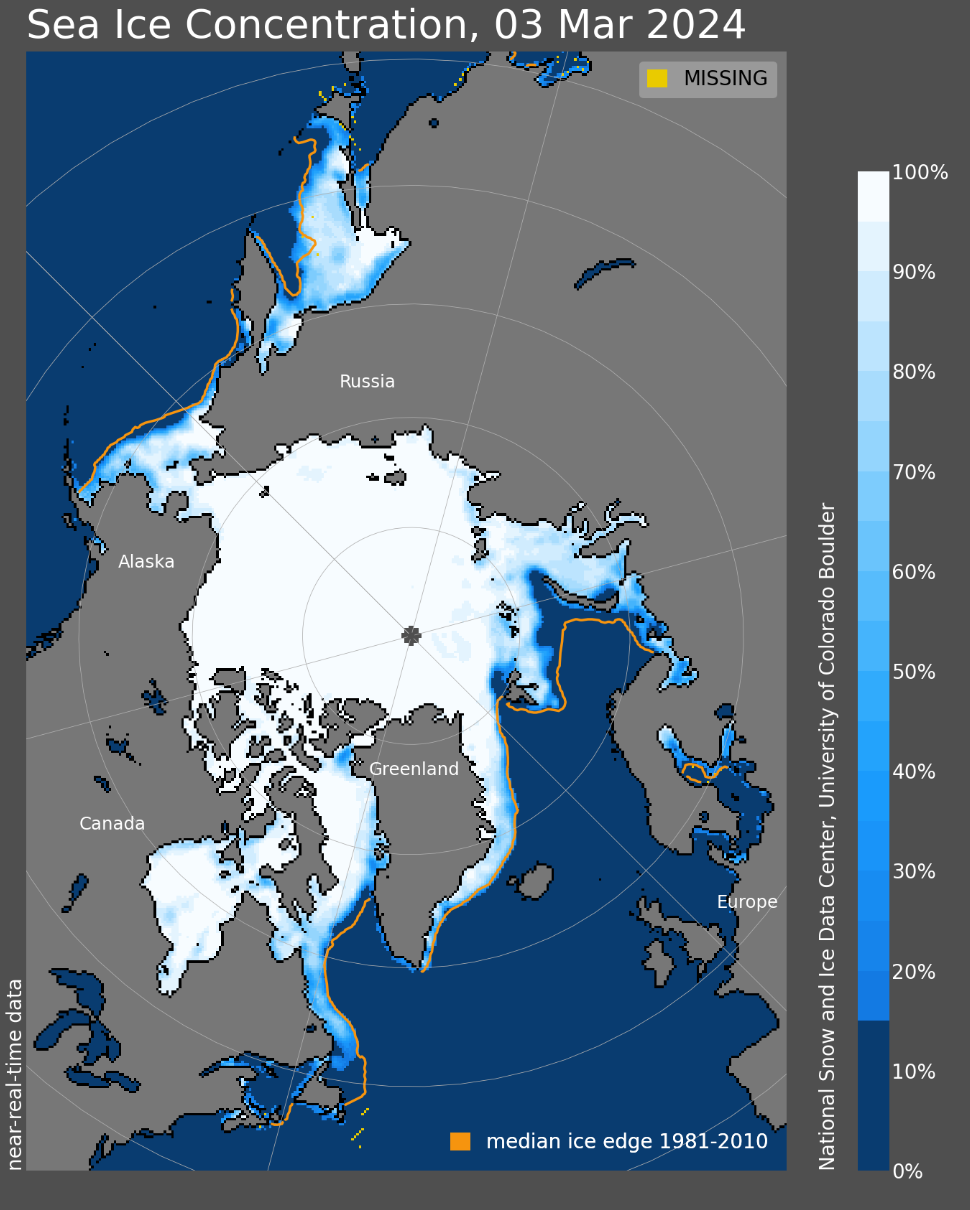 Sea Ice Concentration, 03 Mar 2024
MISSING
100%
90%
80%
70%
60%
50%
40%
30%
20%
10%
0%
Russia
Alaska
Greenland
Canada
Europe
median ice edge 1981-2010
near-real-time data
National Snow and Ice Data Center, University of Colorado Boulder